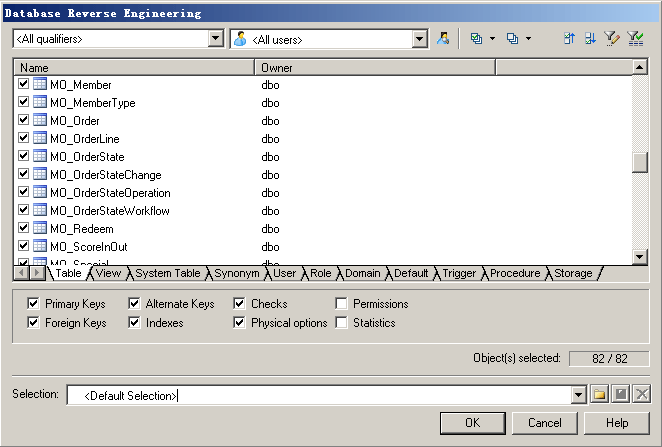 Database Reverse Engineering
<All qualifiers> <All users>
Name Owner
MO_Member dbo
MO_MemberType dbo
MO_Order dbo
MO_OrderLine dbo
MO_OrderState dbo
MO_OrderStateChange dbo
MO_OrderStateOperation dbo
MO_OrderStateWorkflow dbo
MO_Redeem dbo
MO_ScoreInOut dbo
MO_Special dbo
Table View System Table Synonym User Role Domain Default Trigger Procedure Storage
Primary Keys Alternate Keys Checks Permissions
Foreign Keys Indexes Physical options Statistics
Object(s) selected: 82 / 82
Selection: <Default Selection>
OK Cancel Help